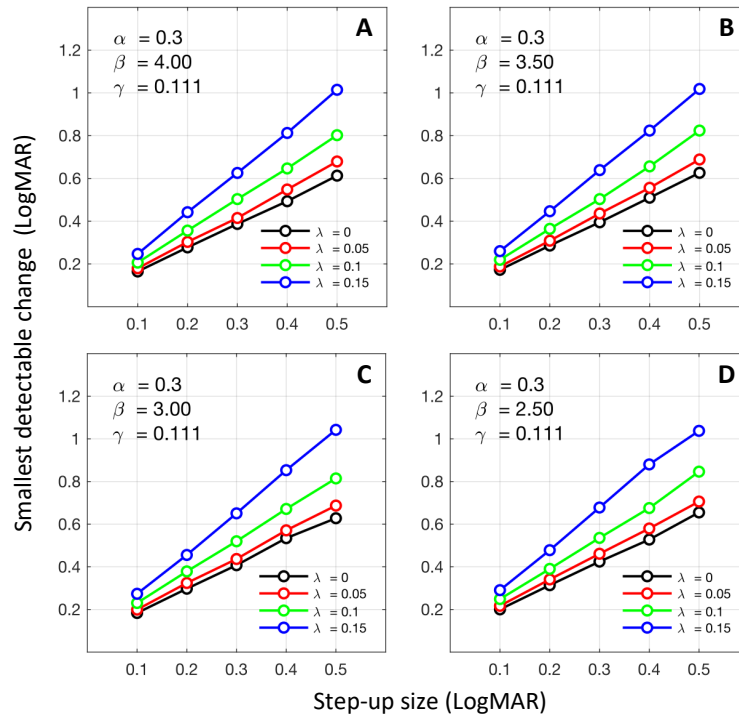 Smallest detectable change (LogMAR)
A
α = 0.3
β = 4.00
γ = 0.111
1.2
1
0.8
0.6
0.4
0.2
λ = 0
λ = 0.05
λ = 0.1
λ = 0.15
0.1 0.2 0.3 0.4 0.5
B
α = 0.3
β = 3.50
γ = 0.111
1.2
1
0.8
0.6
0.4
0.2
λ = 0
λ = 0.05
λ = 0.1
λ = 0.15
0.1 0.2 0.3 0.4 0.5
C
α = 0.3
β = 3.00
γ = 0.111
1.2
1
0.8
0.6
0.4
0.2
λ = 0
λ = 0.05
λ = 0.1
λ = 0.15
0.1 0.2 0.3 0.4 0.5
D
α = 0.3
β = 2.50
γ = 0.111
1.2
1
0.8
0.6
0.4
0.2
λ = 0
λ = 0.05
λ = 0.1
λ = 0.15
0.1 0.2 0.3 0.4 0.5
Step-up size (LogMAR)